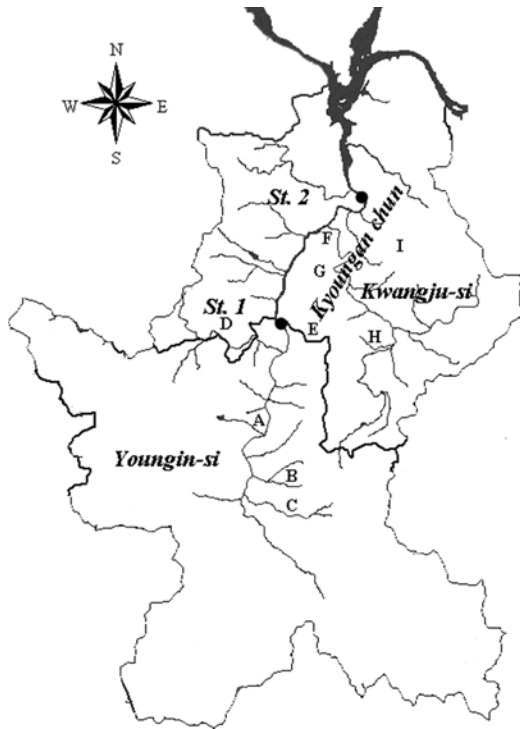 N
W E
S
St. 2
Kyoungan chun
F
I
G
Kwangju-si
St. 1
D
E
H
A
Youngin-si
B
C